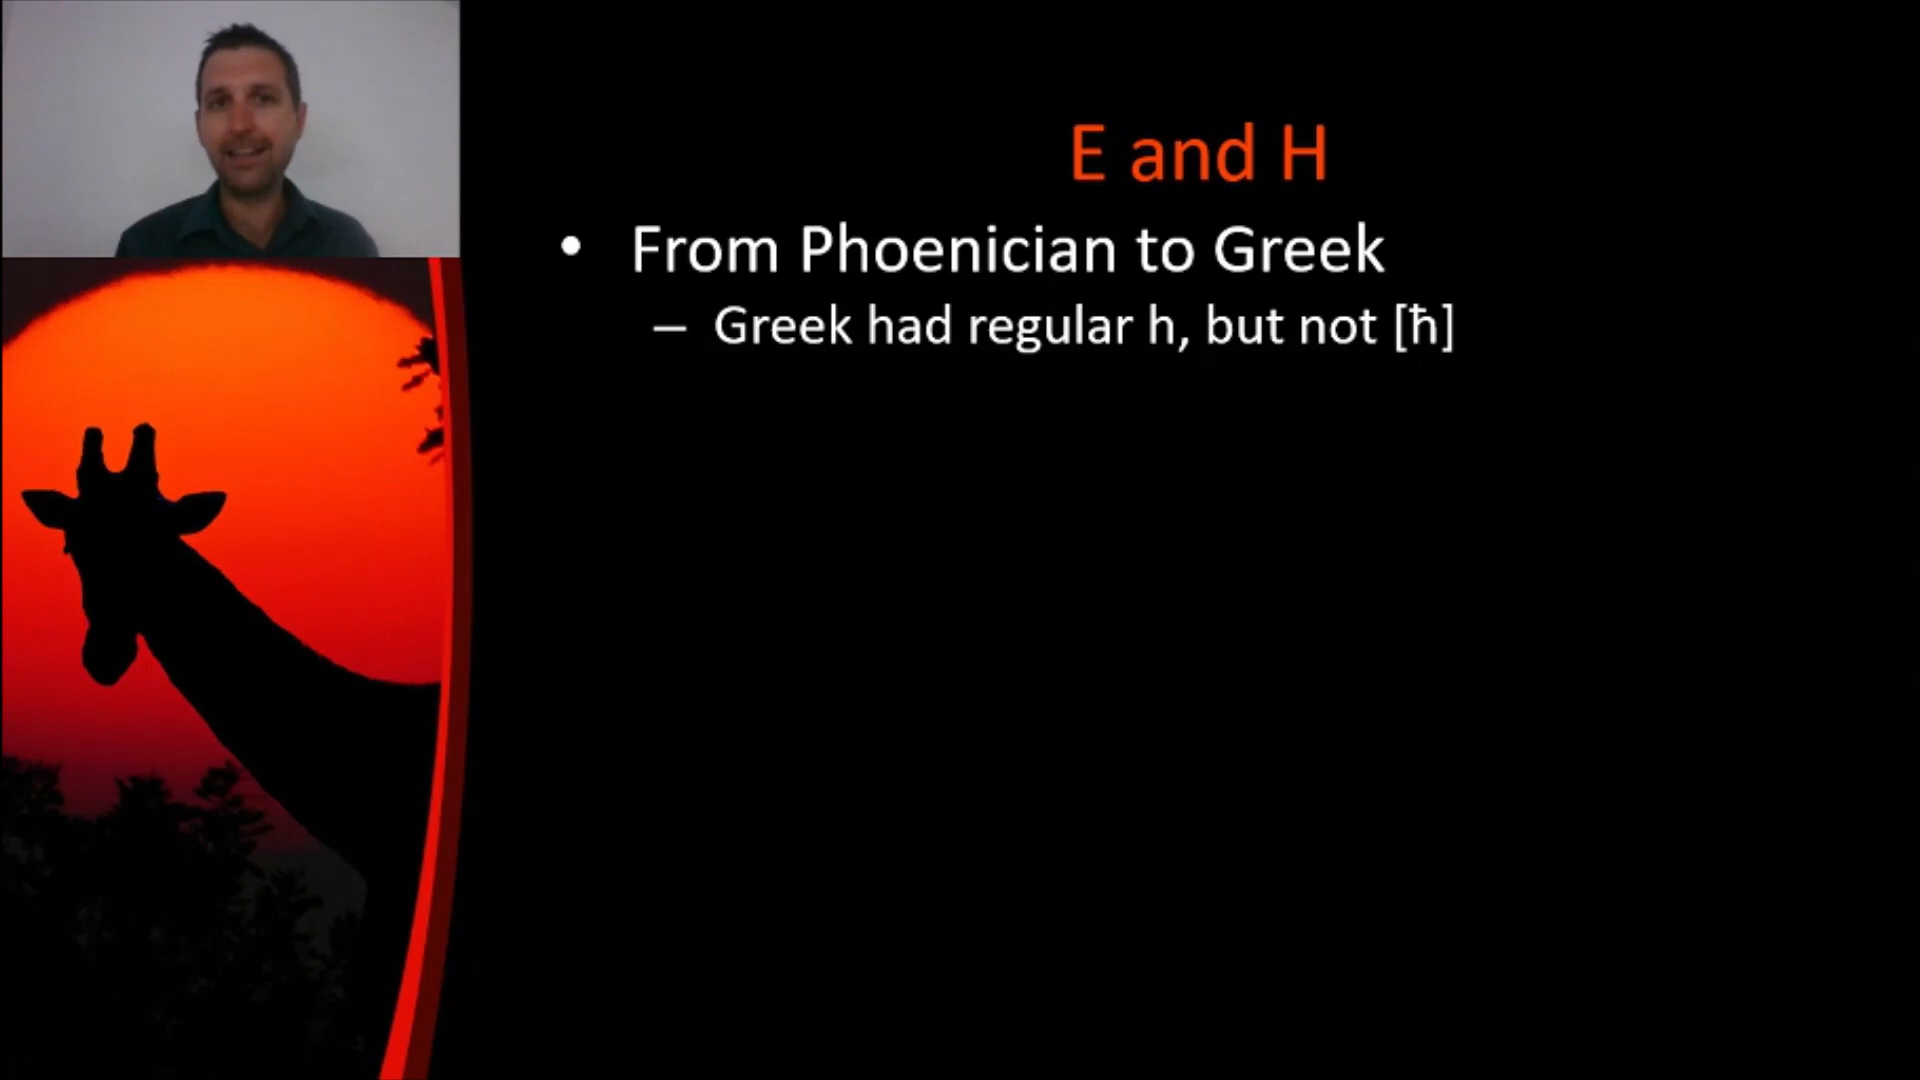 E and H
• From Phoenician to Greek
– Greek had regular h, but not [ħ]